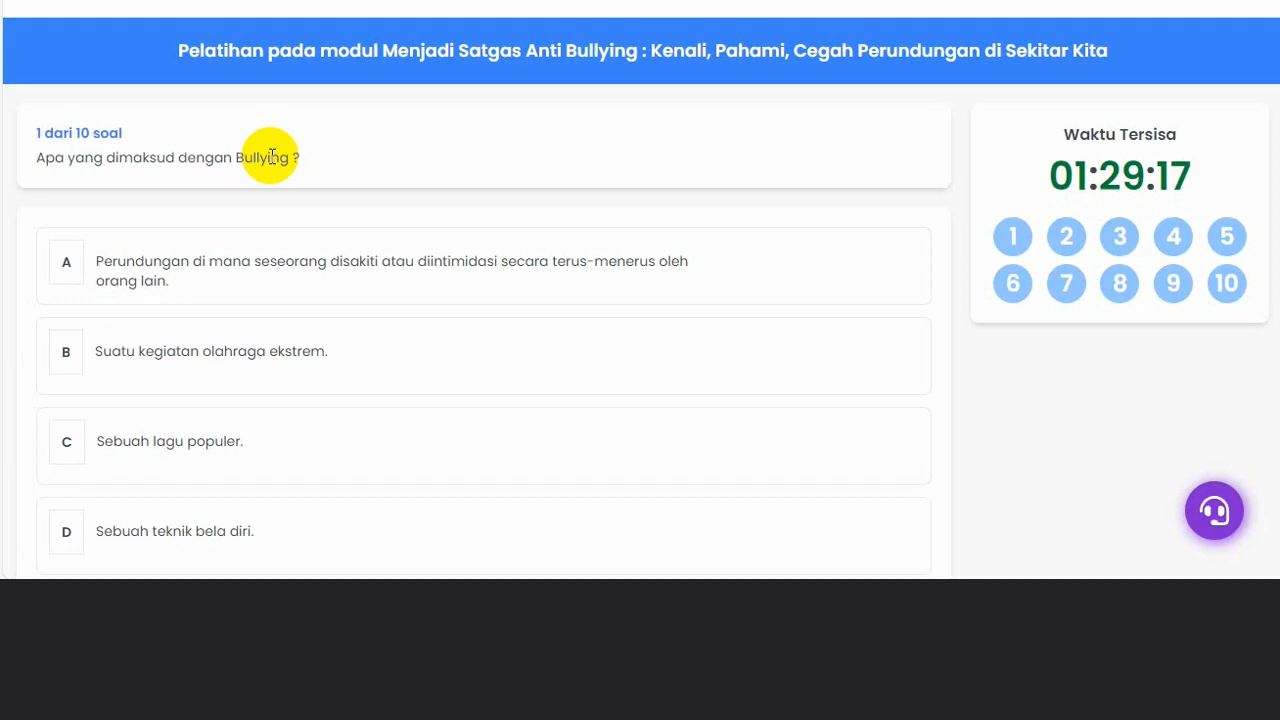 Pelatihan pada modul Menjadi Satgas Anti Bullying : Kenali, Pahami, Cegah Perundungan di Sekitar Kita
1 dari 10 soal
Apa yang dimaksud dengan Bullying ?
A
Perundungan di mana seseorang disakiti atau diintimidasi secara terus-menerus oleh
orang lain.
B
Suatu kegiatan olahraga ekstrem.
C
Sebuah lagu populer.
D
Sebuah teknik bela diri.
Waktu Tersisa
01:29:17
1 2 3 4 5
6 7 8 9 10